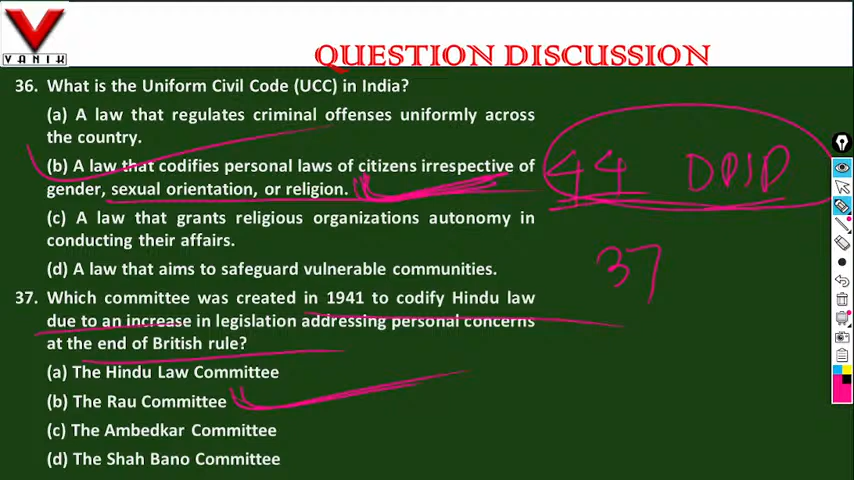 VANIK
QUESTION DISCUSSION
36. What is the Uniform Civil Code (UCC) in India?
(a) A law that regulates criminal offenses uniformly across
the country.
(b) A law that codifies personal laws of citizens irrespective of
gender, sexual orientation, or religion.
44 DPSP
(c) A law that grants religious organizations autonomy in
conducting their affairs.
(d) A law that aims to safeguard vulnerable communities.
37
37. Which committee was created in 1941 to codify Hindu law
due to an increase in legislation addressing personal concerns
at the end of British rule?
(a) The Hindu Law Committee
(b) The Rau Committee
(c) The Ambedkar Committee
(d) The Shah Bano Committee